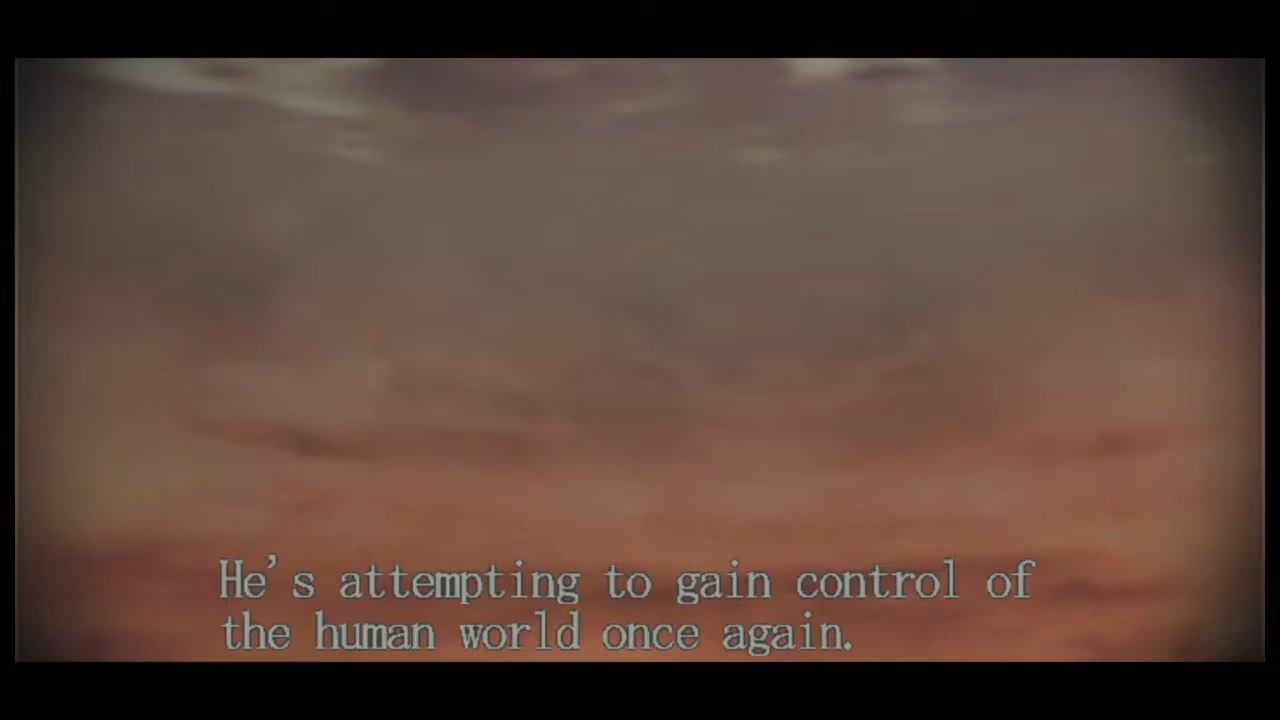 He's attempting to gain control of
the human world once again.